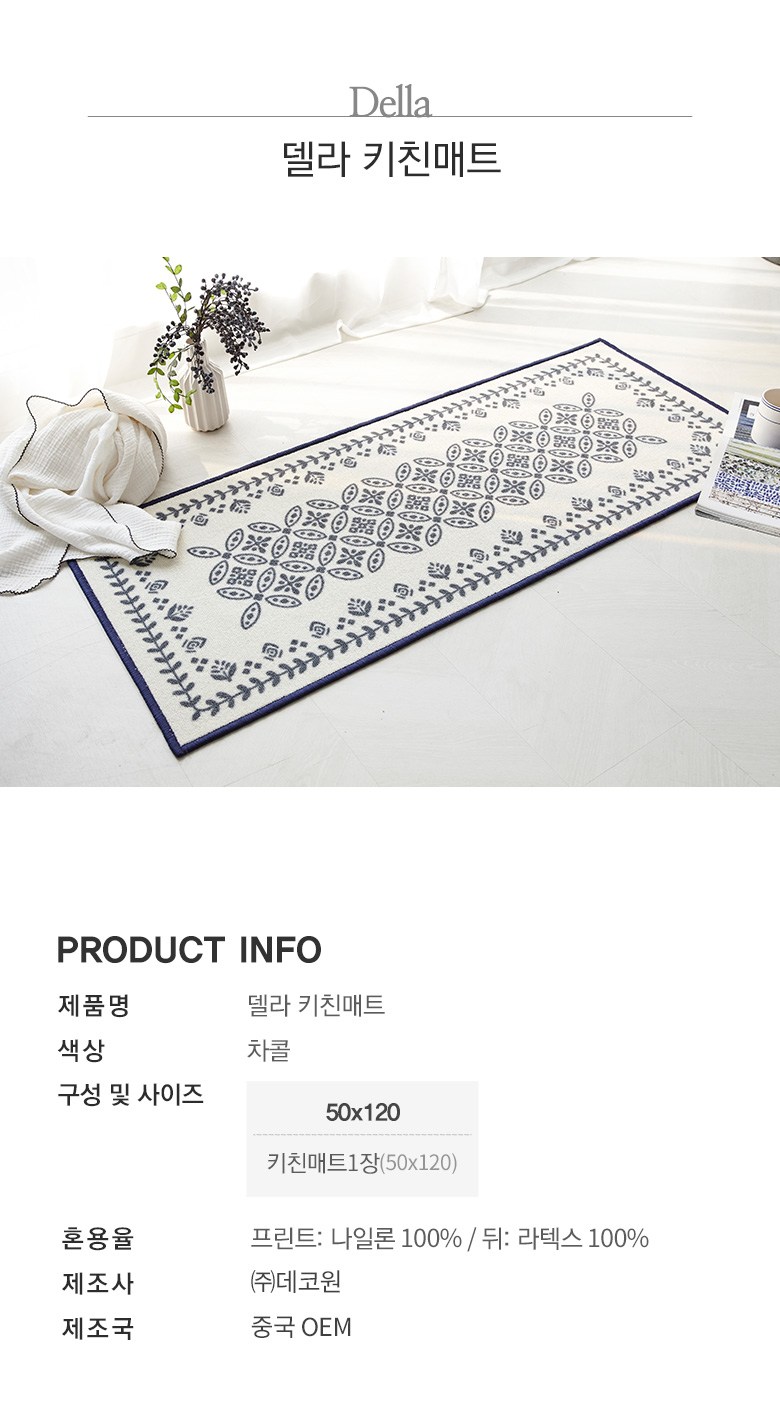 Della
델라 키친매트
PRODUCT INFO
제품명 델라 키친매트
색상 차콜
구성 및 사이즈 50x120
키친매트1장(50x120)
혼용율 프린트: 나일론 100% / 뒤: 라텍스 100%
제조사 ㈜데코원
제조국 중국 OEM